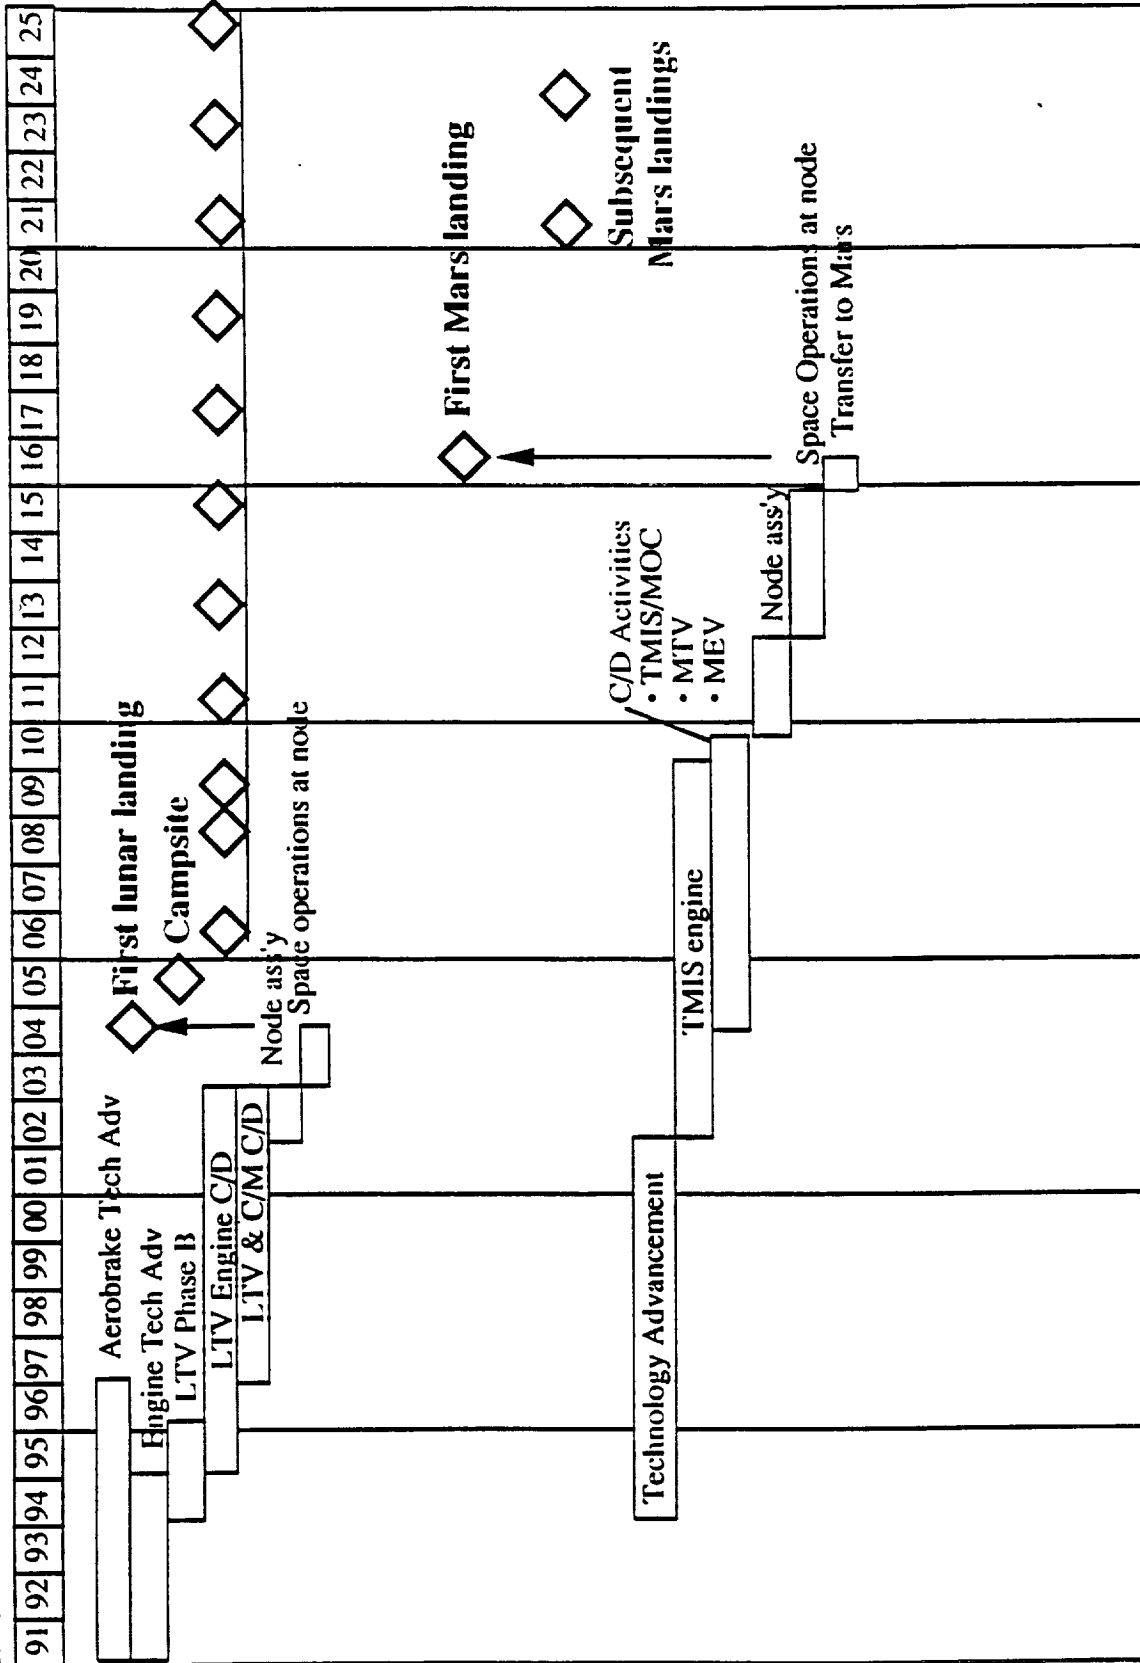 91 92 93 94 95 96 97 98 99 00 01 02 03 04 05 06 07 08 09 10 11 12 13 14 15 16 17 18 19 20 21 22 23 24 25
Aerobrake Tech Adv
First lunar landing
Engine Tech Adv
Campsite
LTV Phase B
LTV Engine C/D
LTV & C/M C/D
Node ass'y
Space operations at node
First Mars landing
Subsequent
Mars landings
Technology Advancement
TMIS engine
C/D Activities
• TMIS/MOC
• MTV
• MEV
Node ass'y
Space Operations at node
Transfer to Mars